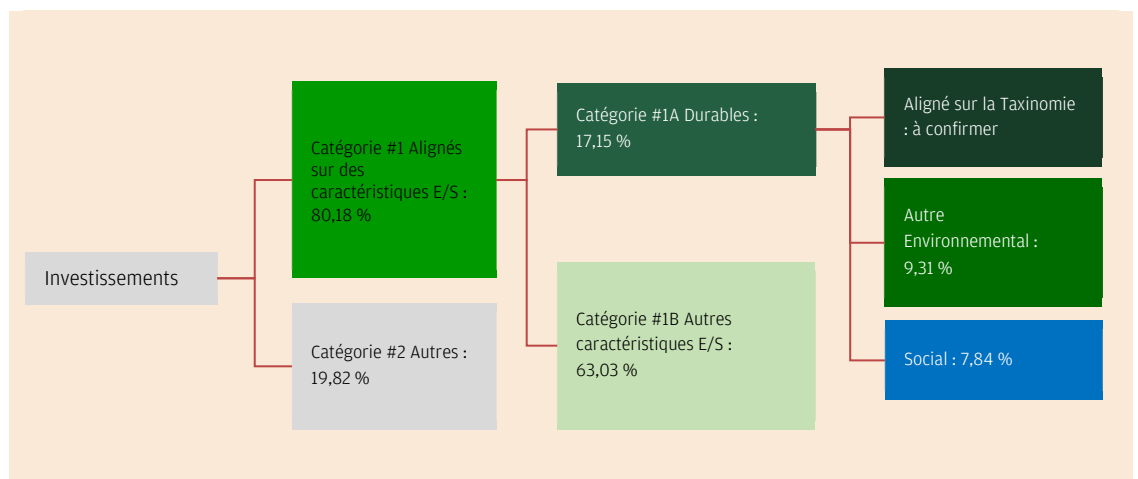 Investissements
Catégorie #1 Alignés
sur des
caractéristiques E/S :
80,18 %
Catégorie #2 Autres :
19,82 %
Catégorie #1A Durables :
17,15 %
Catégorie #1B Autres
caractéristiques E/S :
63,03 %
Aligné sur la Taxinomie
: à confirmer
Autre
Environnemental :
9,31 %
Social : 7,84 %